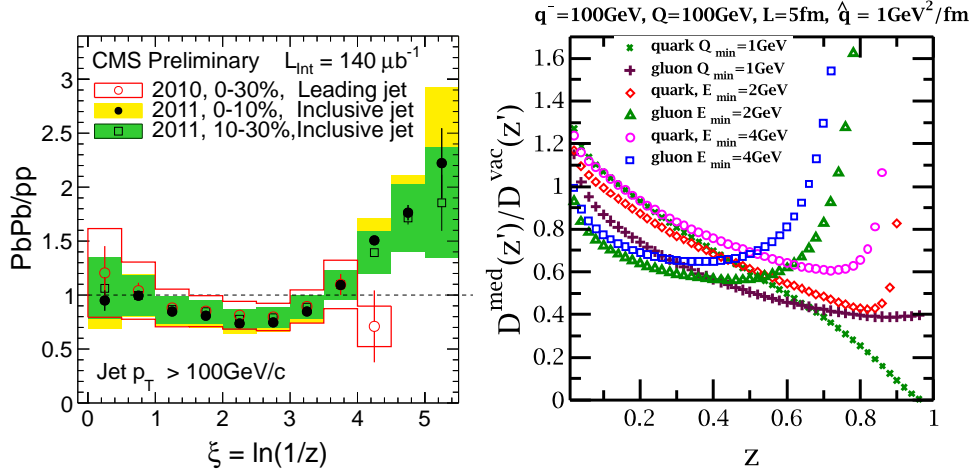 CMS Preliminary L_Int = 140 μb⁻¹
2010, 0-30%, Leading jet
2011, 0-10%, Inclusive jet
2011, 10-30%, Inclusive jet
PbPb/pp
3
2.5
2
1.5
1
0.5
0
Jet p_T > 100GeV/c
0 1 2 3 4 5
ξ = ln(1/z)
q⁻=100GeV, Q=100GeV, L=5fm, q̂ = 1GeV²/fm
quark Q_min=1GeV
gluon Q_min=1GeV
quark, E_min=2GeV
gluon E_min=2GeV
quark, E_min=4GeV
gluon E_min=4GeV
D^med(z')/D^vac(z')
1.6
1.4
1.2
1
0.8
0.6
0.4
0.2
0
0.2 0.4 0.6 0.8 1
z